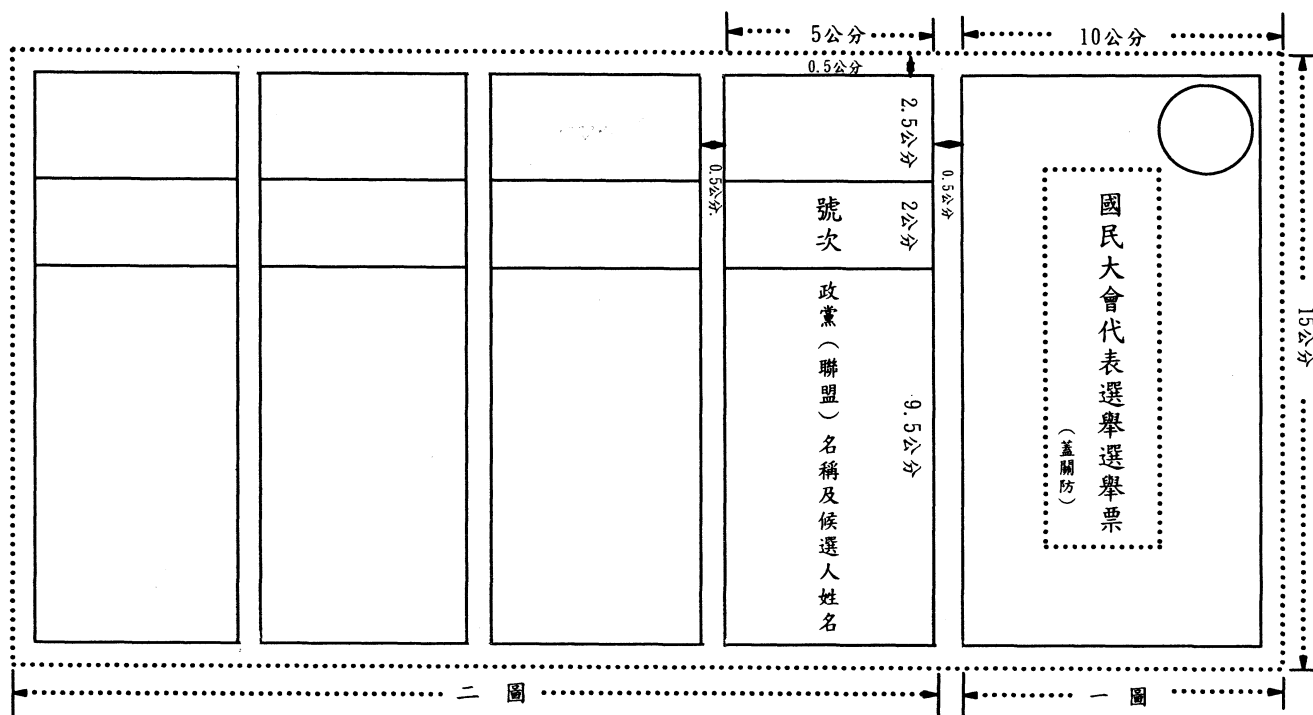 5公分
10公分
0.5公分
2.5公分
0.5公分
0.5公分
國民大會代表選舉選舉票
(蓋關防)
號次
2公分
政黨(聯盟)名稱及候選人姓名
9.5公分
15公分
二圖
一圖